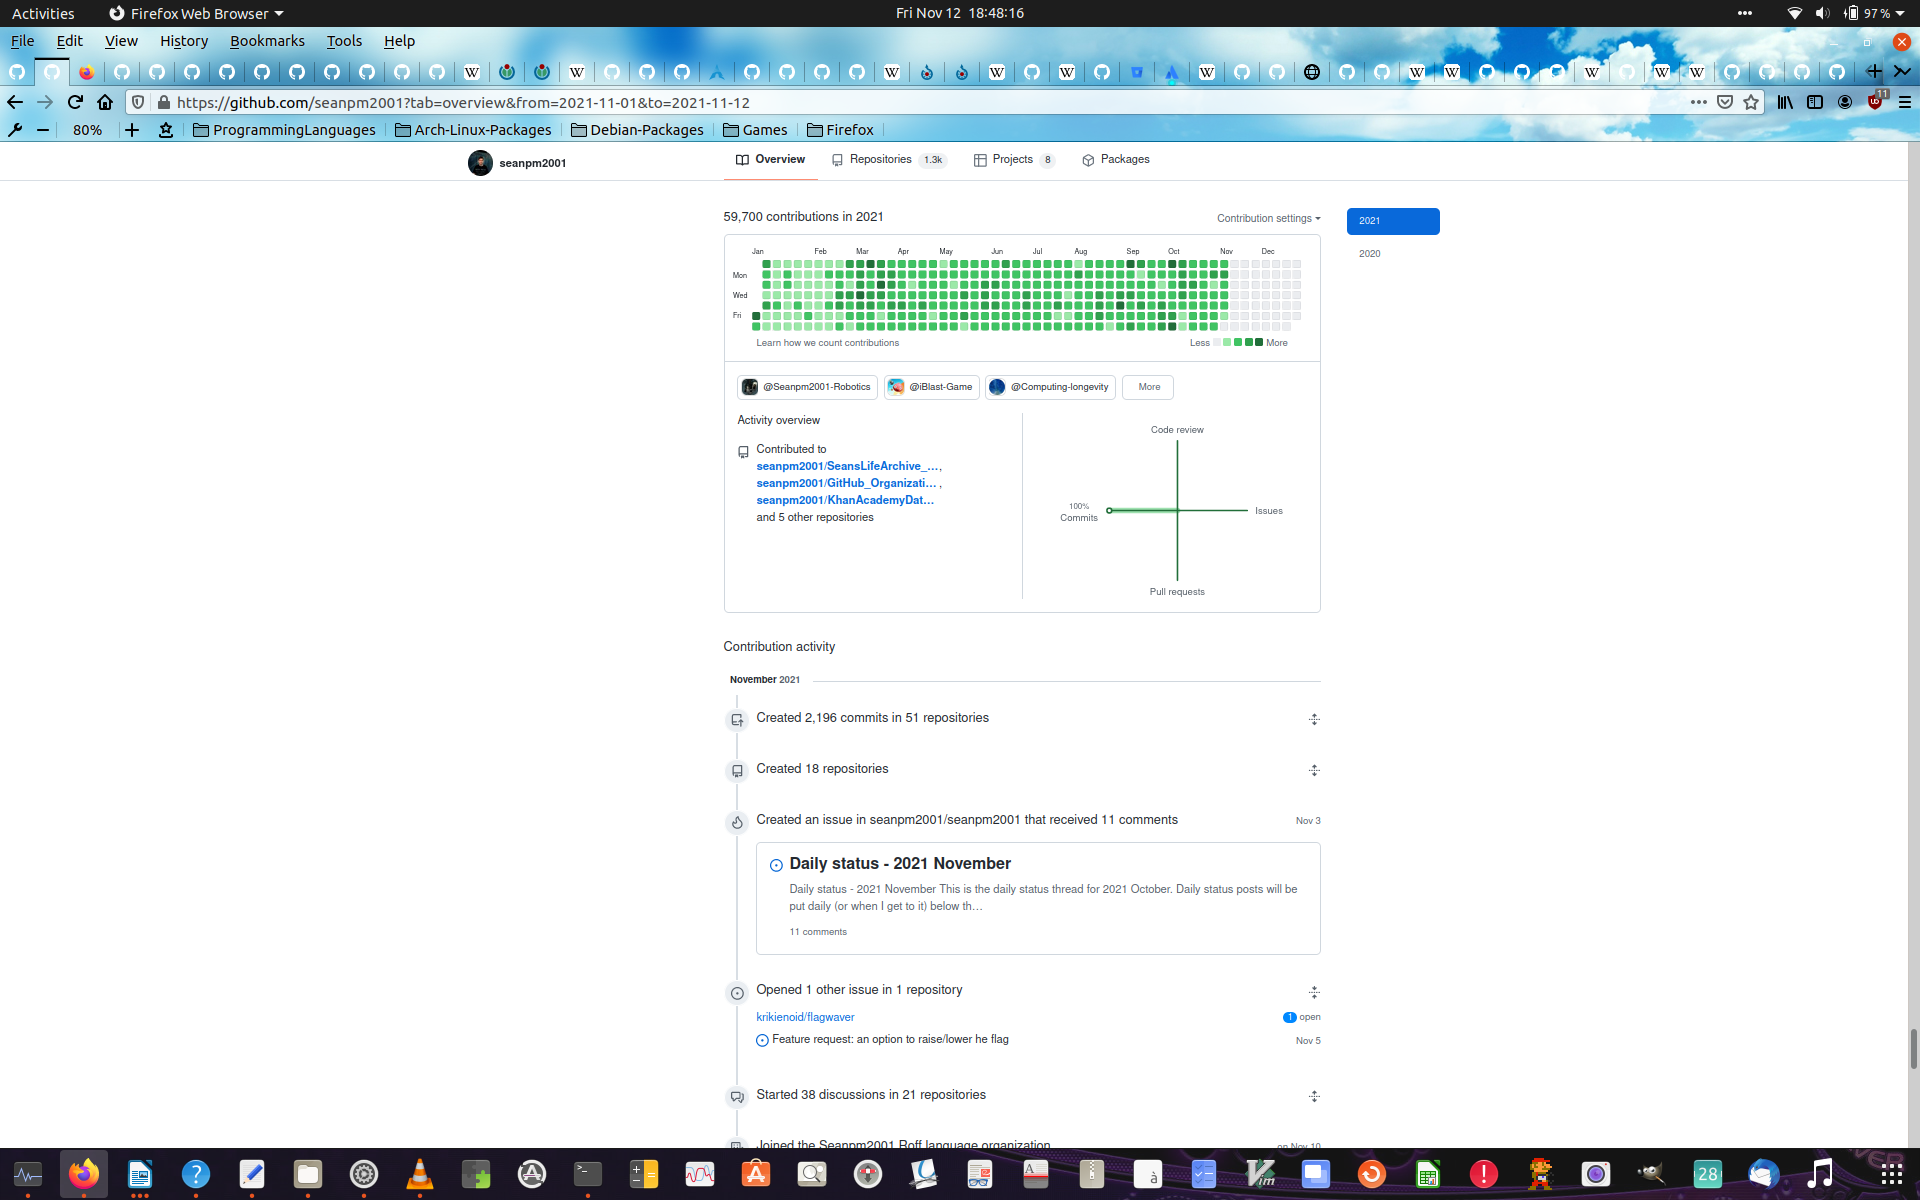 Activities Firefox Web Browser Fri Nov 12 18:48:16 97 %
File Edit View History Bookmarks Tools Help
https://github.com/seanpm2001?tab=overview&from=2021-11-01&to=2021-11-12 11
80% ProgrammingLanguages Arch-Linux-Packages Debian-Packages Games Firefox
seanpm2001 Overview Repositories 1.3k Projects 8 Packages
59,700 contributions in 2021 Contribution settings 2021
2020
Jan Feb Mar Apr May Jun Jul Aug Sep Oct Nov Dec
Mon
Wed
Fri
Learn how we count contributions Less More
@Seanpm2001-Robotics @iBlast-Game @Computing-longevity More
Activity overview
Contributed to
seanpm2001/SeansLifeArchive_…,
seanpm2001/GitHub_Organizati… ,
seanpm2001/KhanAcademyDat…
and 5 other repositories
Code review
100%
Commits
Issues
Pull requests
Contribution activity
November 2021
Created 2,196 commits in 51 repositories
Created 18 repositories
Created an issue in seanpm2001/seanpm2001 that received 11 comments Nov 3
Daily status - 2021 November
Daily status - 2021 November This is the daily status thread for 2021 October. Daily status posts will be
put daily (or when I get to it) below th…
11 comments
Opened 1 other issue in 1 repository
krikienoid/flagwaver 1 open
Feature request: an option to raise/lower he flag Nov 5
Started 38 discussions in 21 repositories
Joined the Seanpm2001 Roff language organization on Nov 10
28